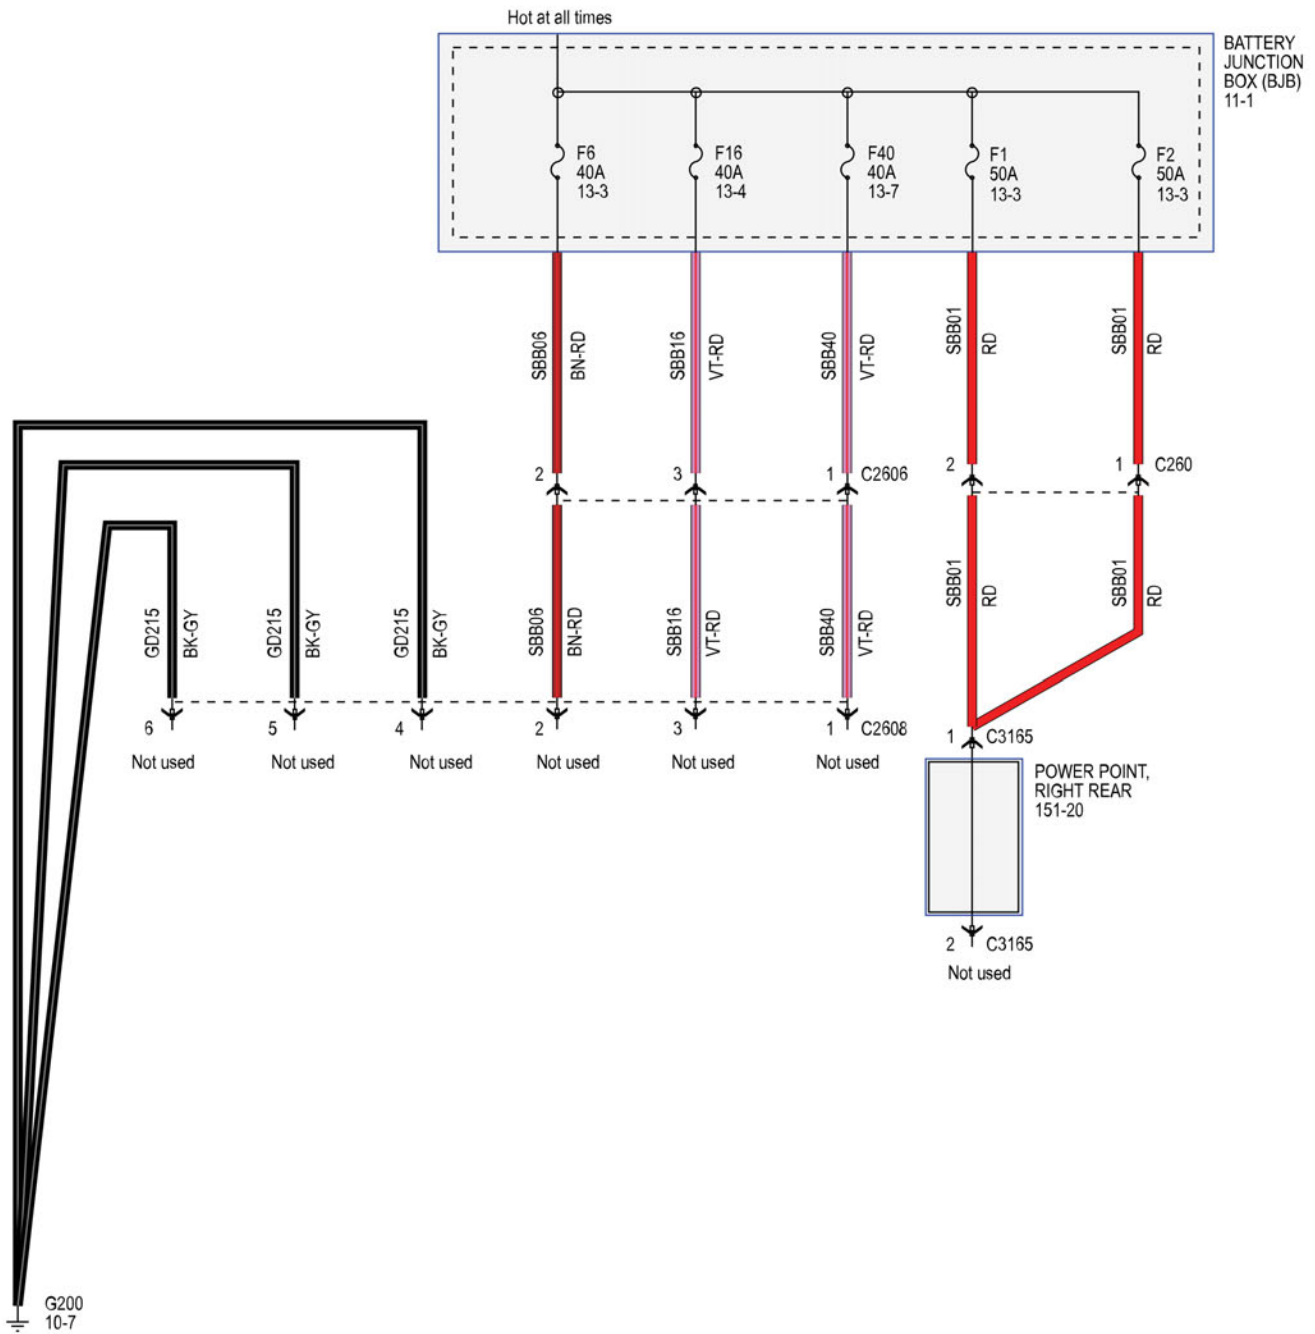 Hot at all times
BATTERY
JUNCTION
BOX (BJB)
11-1
F6
40A
13-3
F16
40A
13-4
F40
40A
13-7
F1
50A
13-3
F2
50A
13-3
SBB06
BN-RD
SBB16
VT-RD
SBB40
VT-RD
SBB01
RD
SBB01
RD
2
3
1
C2606
2
1
C260
GD215
BK-GY
GD215
BK-GY
GD215
BK-GY
SBB06
BN-RD
SBB16
VT-RD
SBB40
VT-RD
SBB01
RD
SBB01
RD
6
5
4
2
3
1
C2608
Not used
Not used
Not used
Not used
Not used
Not used
1
C3165
POWER POINT,
RIGHT REAR
151-20
2
C3165
Not used
G200
10-7